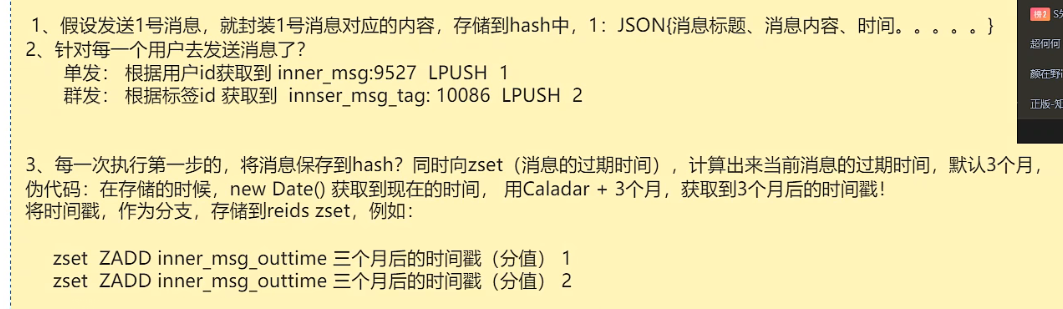 1、假设发送1号消息，就封装1号消息对应的内容，存储到hash中，1：JSON{消息标题、消息内容、时间。。。。。}
2、针对每一个用户去发送消息了？
单发： 根据用户id获取到 inner_msg:9527 LPUSH 1
群发： 根据标签id 获取到 innser_msg_tag: 10086 LPUSH 2
3、每一次执行第一步的，将消息保存到hash？同时向zset（消息的过期时间），计算出来当前消息的过期时间，默认3个月，
伪代码：在存储的时候，new Date() 获取到现在的时间， 用Caladar + 3个月，获取到3个月后的时间戳！
将时间戳，作为分支，存储到reids zset，例如：
zset ZADD inner_msg_outtime 三个月后的时间戳（分值） 1
zset ZADD inner_msg_outtime 三个月后的时间戳（分值） 2
超何何
颜在野
正版-知